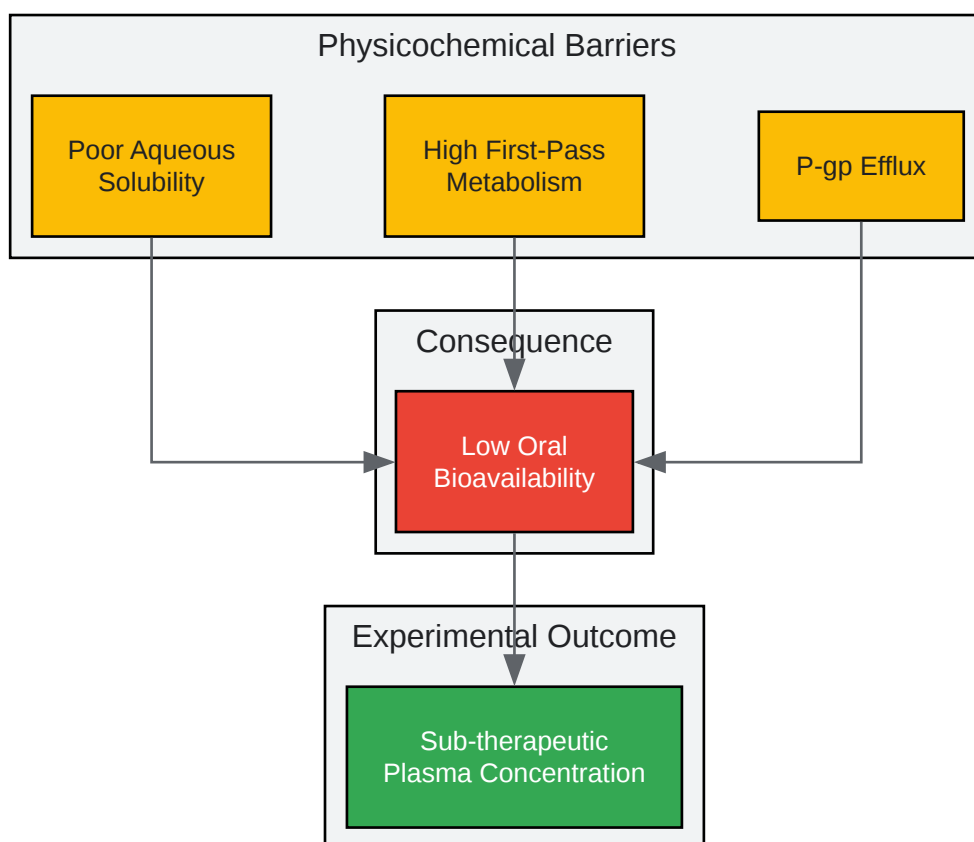 Physicochemical Barriers
Poor Aqueous
Solubility
High First-Pass
Metabolism
P-gp Efflux
Consequence
Low Oral
Bioavailability
Experimental Outcome
Sub-therapeutic
Plasma Concentration